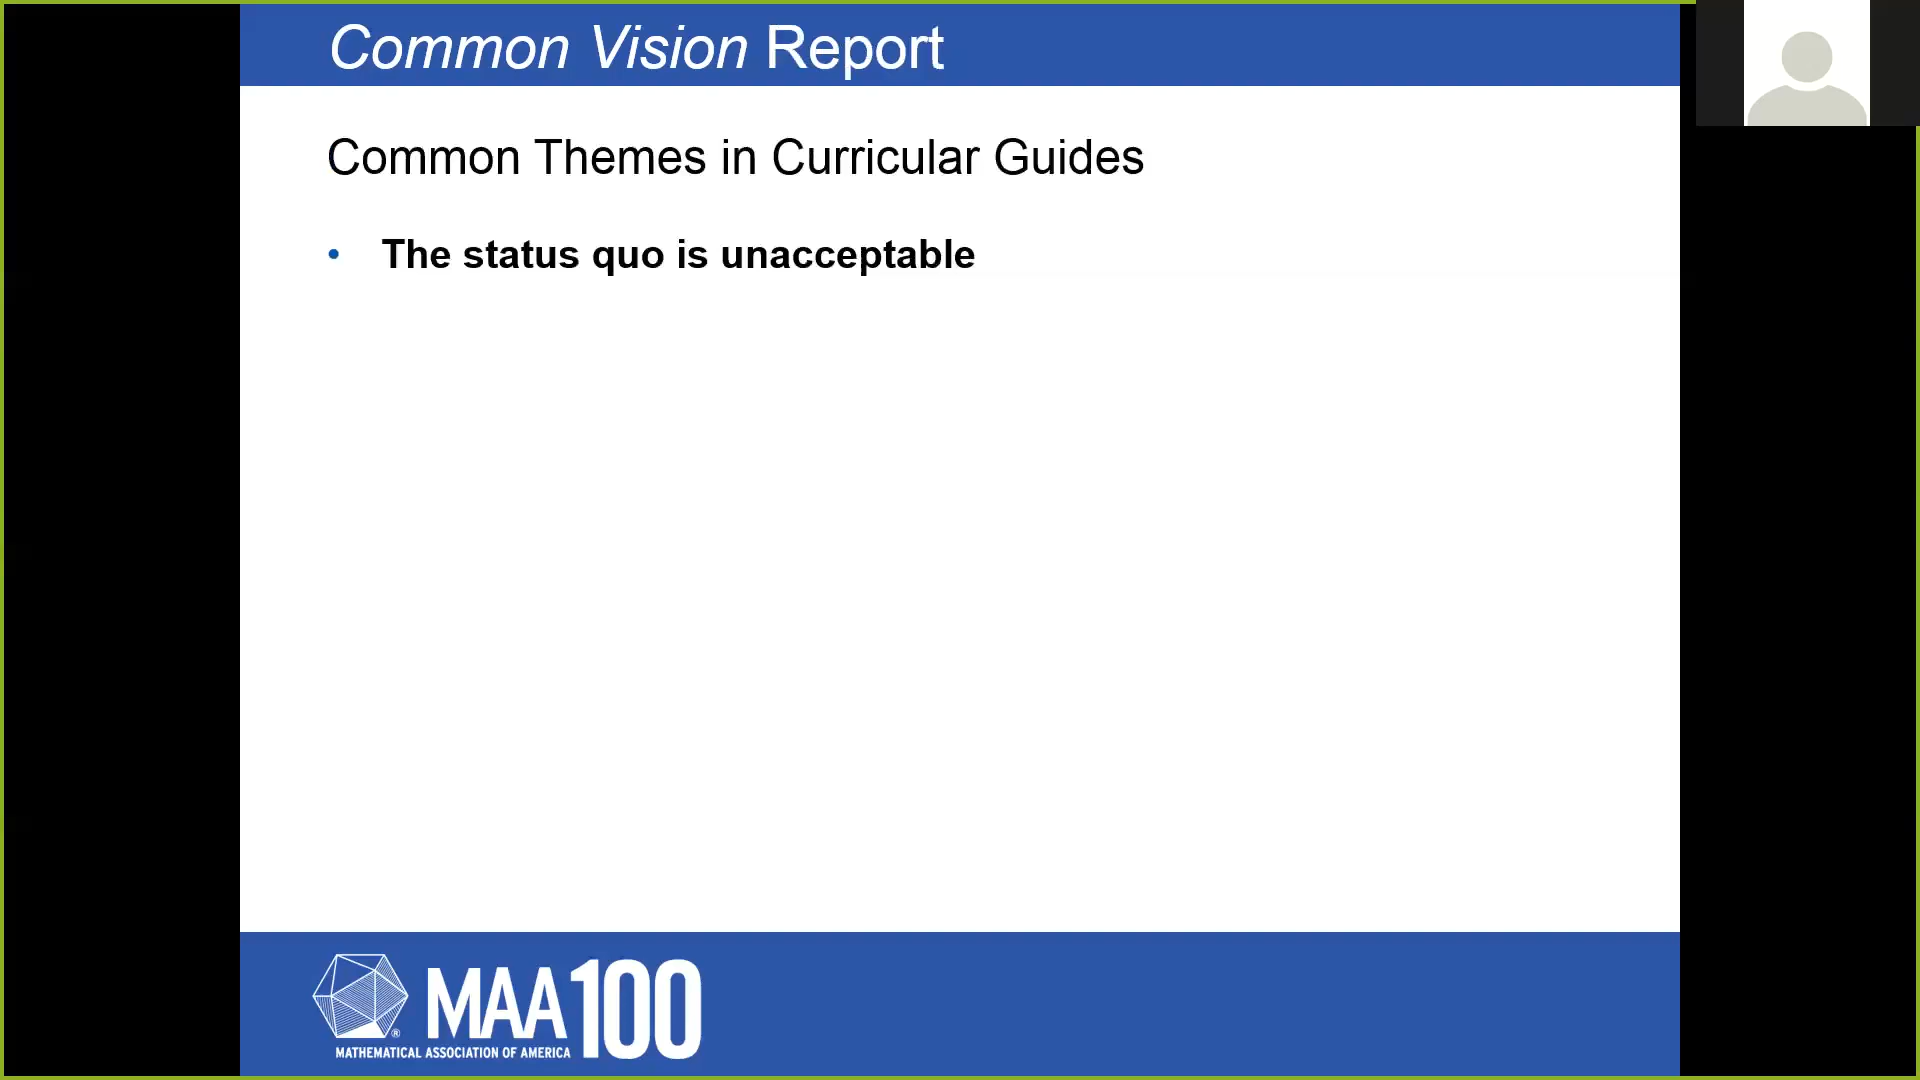 Common Vision Report
Common Themes in Curricular Guides
• The status quo is unacceptable
MAA100
®
MATHEMATICAL ASSOCIATION OF AMERICA